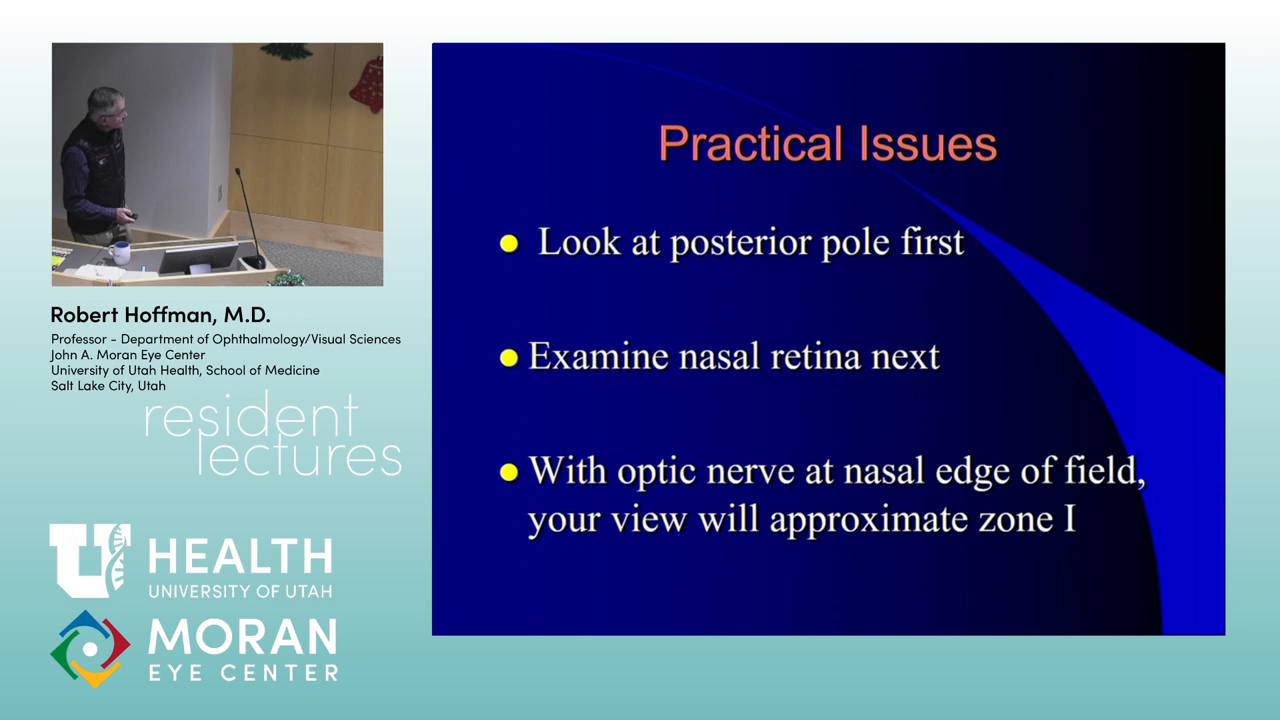 Robert Hoffman, M.D.
Professor - Department of Ophthalmology/Visual Sciences
John A. Moran Eye Center
University of Utah Health, School of Medicine
Salt Lake City, Utah
resident
lectures
U HEALTH
UNIVERSITY OF UTAH
MORAN
EYE CENTER
Practical Issues
Look at posterior pole first
Examine nasal retina next
With optic nerve at nasal edge of field,
your view will approximate zone I